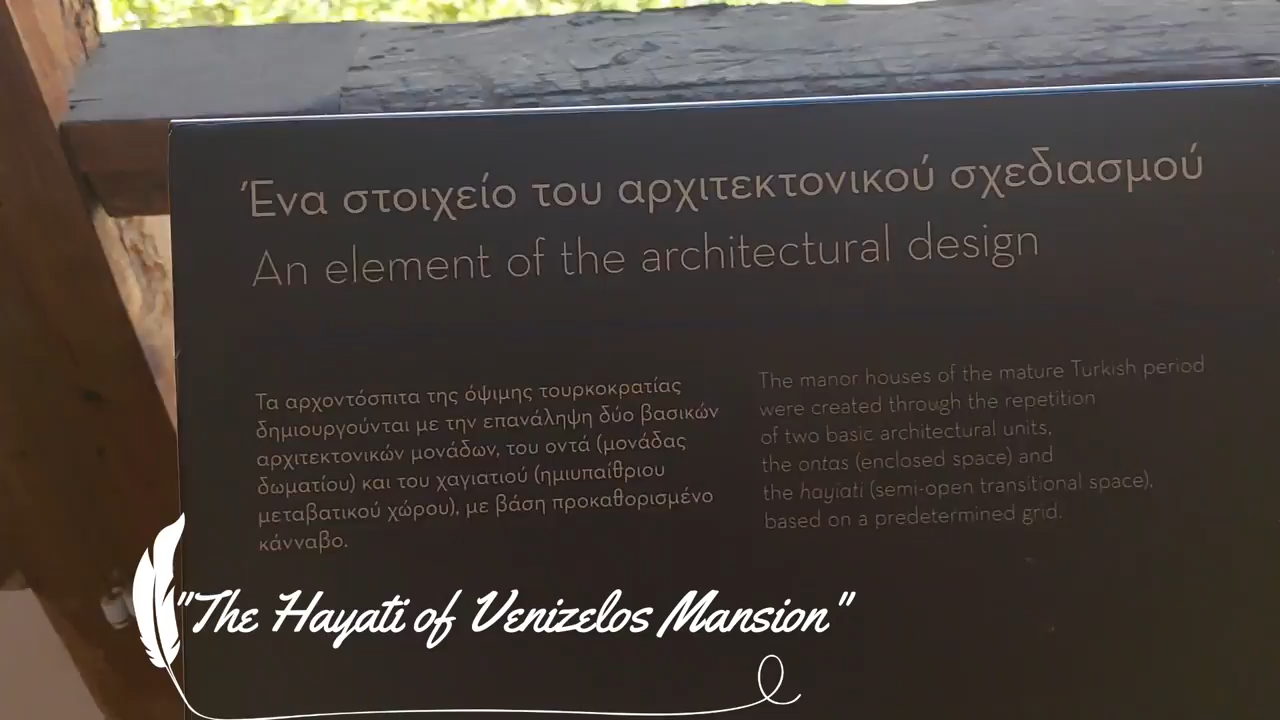 Ένα στοιχείο του αρχιτεκτονικού σχεδιασμού
An element of the architectural design
Τα αρχοντόσπιτα της όψιμης τουρκοκρατίας
δημιουργούνται με την επανάληψη δύο βασικών
αρχιτεκτονικών μονάδων, του οντά (μονάδας
δωματίου) και του χαγιατιού (ημιυπαίθριου
μεταβατικού χώρου), με βάση προκαθορισμένο
κάνναβο.
The manor houses of the mature Turkish period
were created through the repetition
of two basic architectural units,
the ontas (enclosed space) and
the hayiati (semi-open transitional space),
based on a predetermined grid.
"The Hayati of Venizelos Mansion"